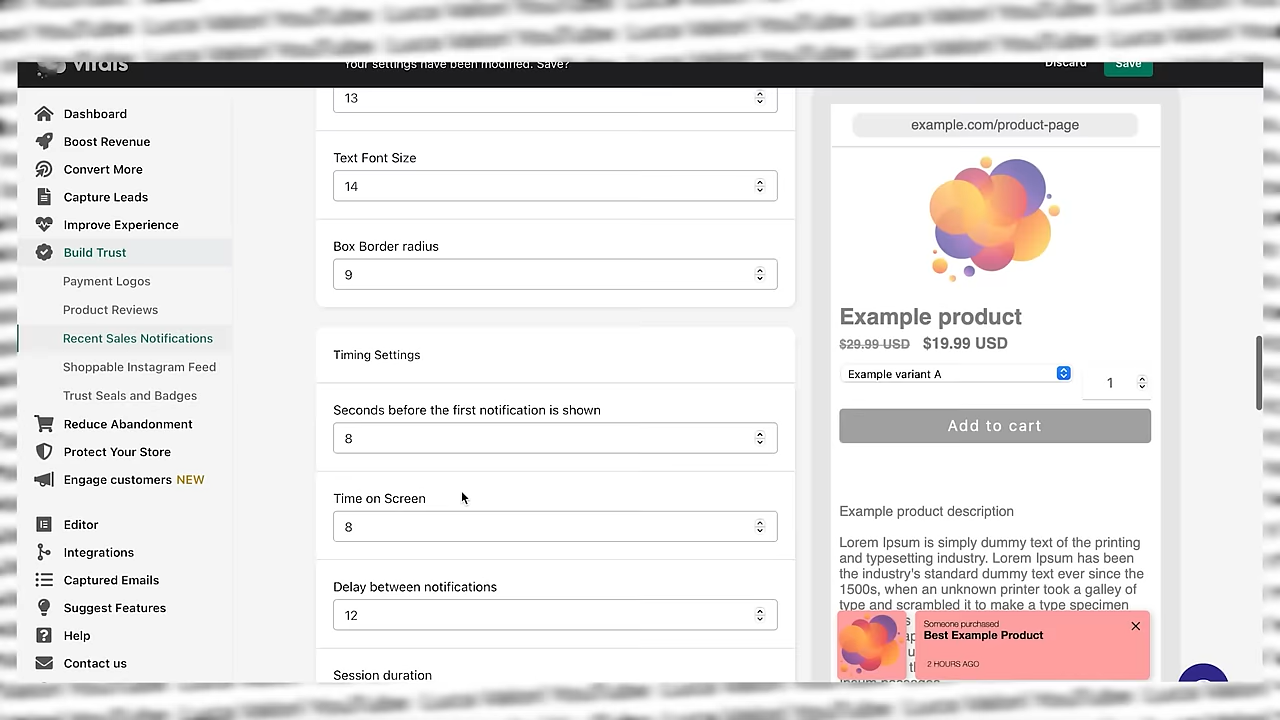 vitals
Your settings have been modified. Save?
Discard
Save
Dashboard
Boost Revenue
Convert More
Capture Leads
Improve Experience
Build Trust
Payment Logos
Product Reviews
Recent Sales Notifications
Shoppable Instagram Feed
Trust Seals and Badges
Reduce Abandonment
Protect Your Store
Engage customers NEW
Editor
Integrations
Captured Emails
Suggest Features
Help
Contact us
13
Text Font Size
14
Box Border radius
9
Timing Settings
Seconds before the first notification is shown
8
Time on Screen
8
Delay between notifications
12
Session duration
example.com/product-page
Example product
$29.99 USD $19.99 USD
Example variant A
1
Add to cart
Example product description
Lorem Ipsum is simply dummy text of the printing
and typesetting industry. Lorem Ipsum has been
the industry's standard dummy text ever since the
1500s, when an unknown printer took a galley of
type and scrambled it to make a type specimen
Someone purchased
Best Example Product
2 HOURS AGO